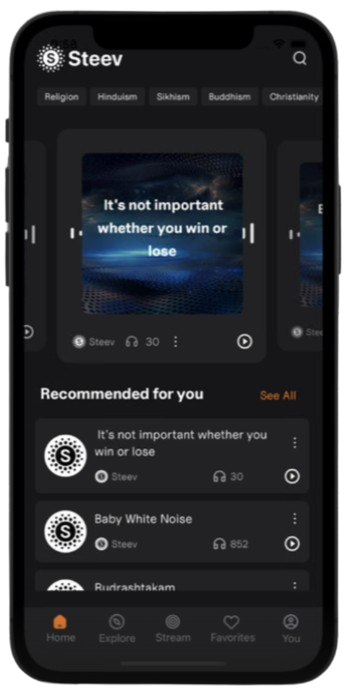 Steev
Religion Hinduism Sikhism Buddhism Christianity
It's not important
whether you win or
lose
Steev 30
Recommended for you See All
It's not important whether you
win or lose
Steev 30
Baby White Noise
Steev 852
Rudrashtakam
Home Explore Stream Favorites You